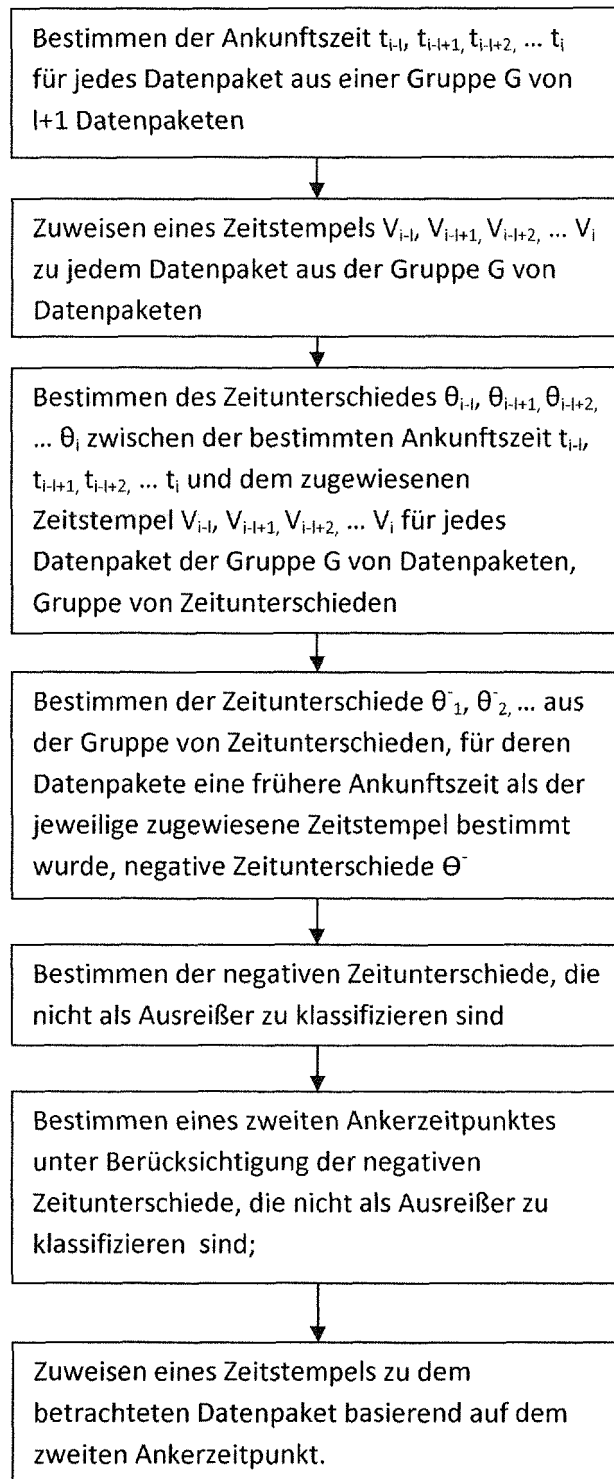 Bestimmen der Ankunftszeit t_{i-l}, t_{i-l+1}, t_{i-l+2}, ... t_i
für jedes Datenpaket aus einer Gruppe G von
l+1 Datenpaketen
Zuweisen eines Zeitstempels V_{i-l}, V_{i-l+1}, V_{i-l+2}, ... V_i
zu jedem Datenpaket aus der Gruppe G von
Datenpaketen
Bestimmen des Zeitunterschiedes θ_{i-l}, θ_{i-l+1}, θ_{i-l+2},
... θ_i zwischen der bestimmten Ankunftszeit t_{i-l},
t_{i-l+1}, t_{i-l+2}, ... t_i und dem zugewiesenen
Zeitstempel V_{i-l}, V_{i-l+1}, V_{i-l+2}, ... V_i für jedes
Datenpaket der Gruppe G von Datenpaketen,
Gruppe von Zeitunterschieden
Bestimmen der Zeitunterschiede θ⁻₁, θ⁻₂, ... aus
der Gruppe von Zeitunterschieden, für deren
Datenpakete eine frühere Ankunftszeit als der
jeweilige zugewiesene Zeitstempel bestimmt
wurde, negative Zeitunterschiede Θ⁻
Bestimmen der negativen Zeitunterschiede, die
nicht als Ausreißer zu klassifizieren sind
Bestimmen eines zweiten Ankerzeitpunktes
unter Berücksichtigung der negativen
Zeitunterschiede, die nicht als Ausreißer zu
klassifizieren sind;
Zuweisen eines Zeitstempels zu dem
betrachteten Datenpaket basierend auf dem
zweiten Ankerzeitpunkt.